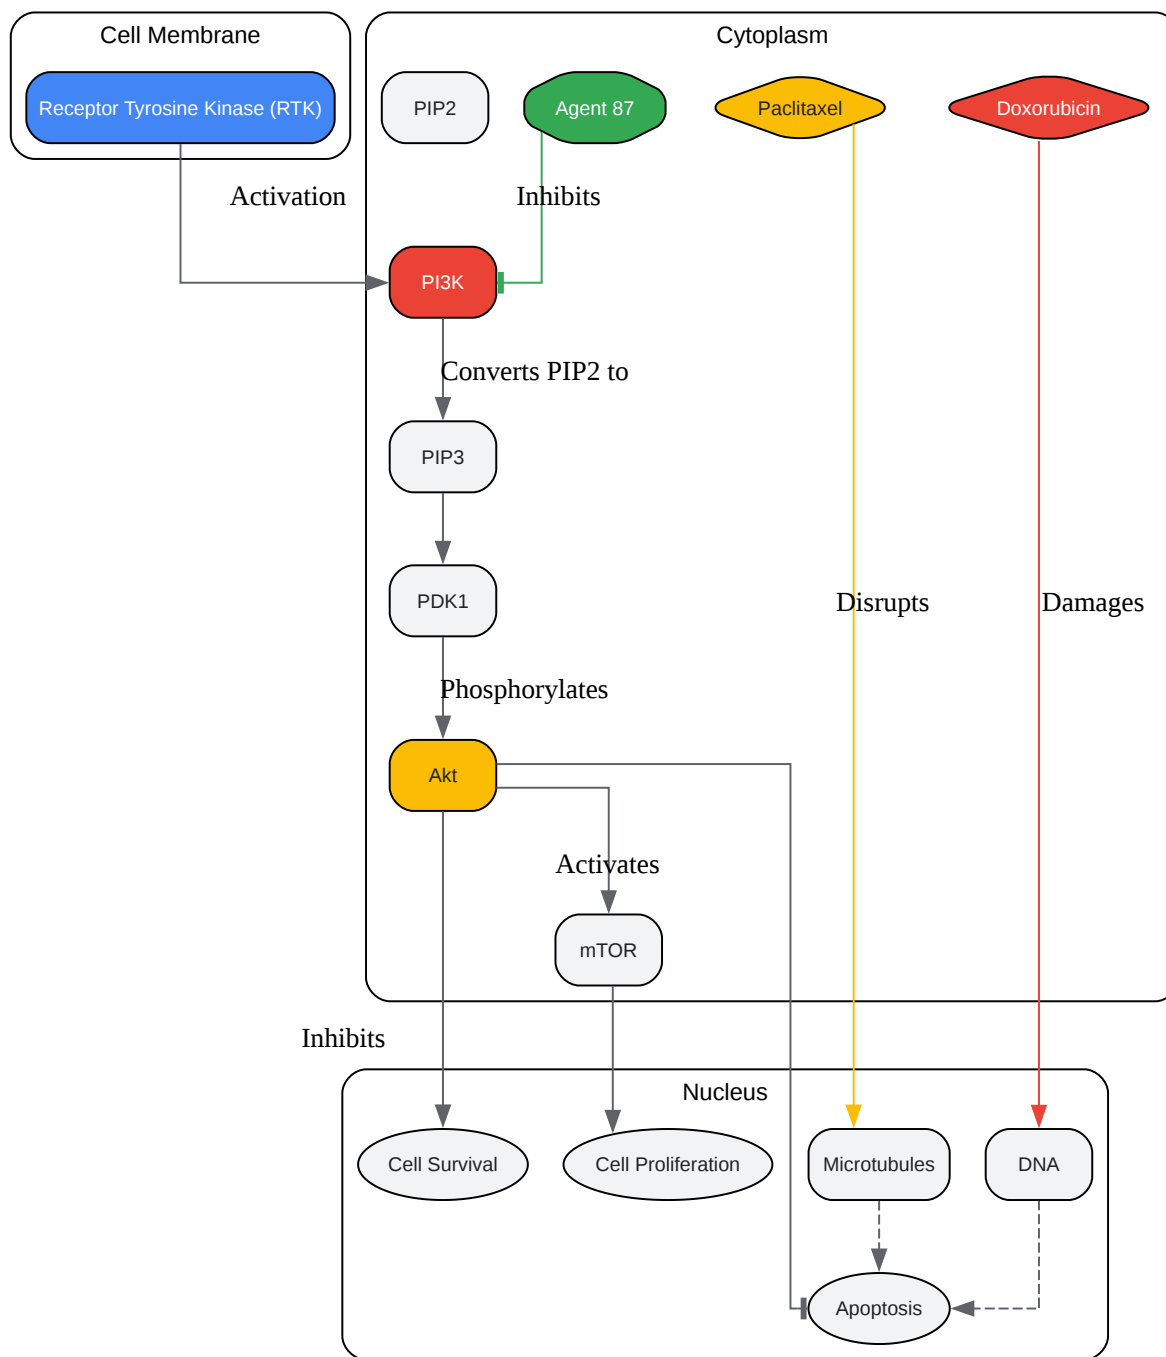 Cell Membrane
Cytoplasm
Receptor Tyrosine Kinase (RTK)
PIP2
Agent 87
Paclitaxel
Doxorubicin
Activation
Inhibits
PI3K
Converts PIP2 to
PIP3
PDK1
Disrupts
Damages
Phosphorylates
Akt
Activates
mTOR
Inhibits
Nucleus
Cell Survival
Cell Proliferation
Microtubules
DNA
Apoptosis